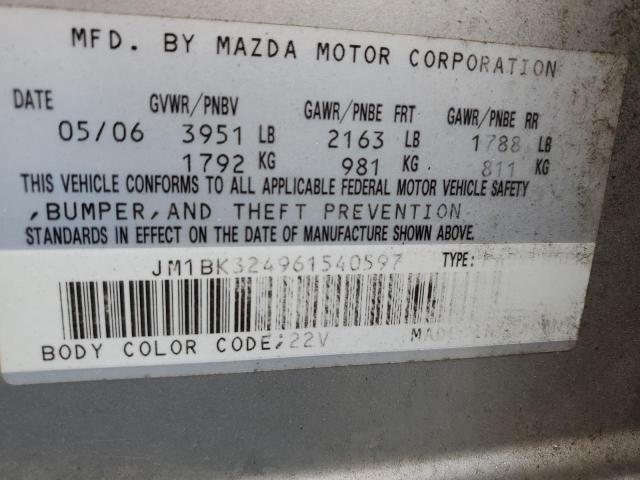 MFD. BY MAZDA MOTOR CORPORATION
DATE GVWR/PNBV GAWR/PNBE FRT GAWR/PNBE RR
05/06 3951 LB 2163 LB 1788 LB
1792 KG 981 KG 811 KG
THIS VEHICLE CONFORMS TO ALL APPLICABLE FEDERAL MOTOR VEHICLE SAFETY
,BUMPER,AND THEFT PREVENTION
STANDARDS IN EFFECT ON THE DATE OF MANUFACTURE SHOWN ABOVE.
JM1BK324961540597 TYPE:
BODY COLOR CODE;22V MADE IN